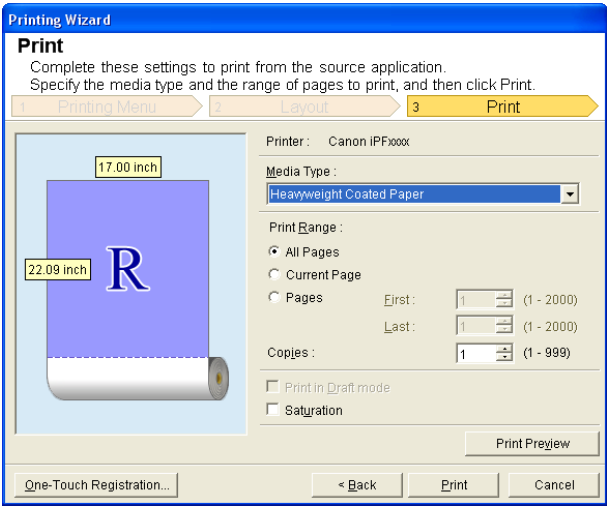 Printing Wizard
Print
Complete these settings to print from the source application.
Specify the media type and the range of pages to print, and then click Print.
1 Printing Menu 2 Layout 3 Print
Printer : Canon iPFxxxx
17.00 inch
Media Type :
Heavyweight Coated Paper
Print Range :
All Pages
22.09 inch
R
Current Page
Pages First : 1 (1 - 2000)
Last : 1 (1 - 2000)
Copies : 1 (1 - 999)
Print in Draft mode
Saturation
Print Preview
One-Touch Registration... < Back Print Cancel